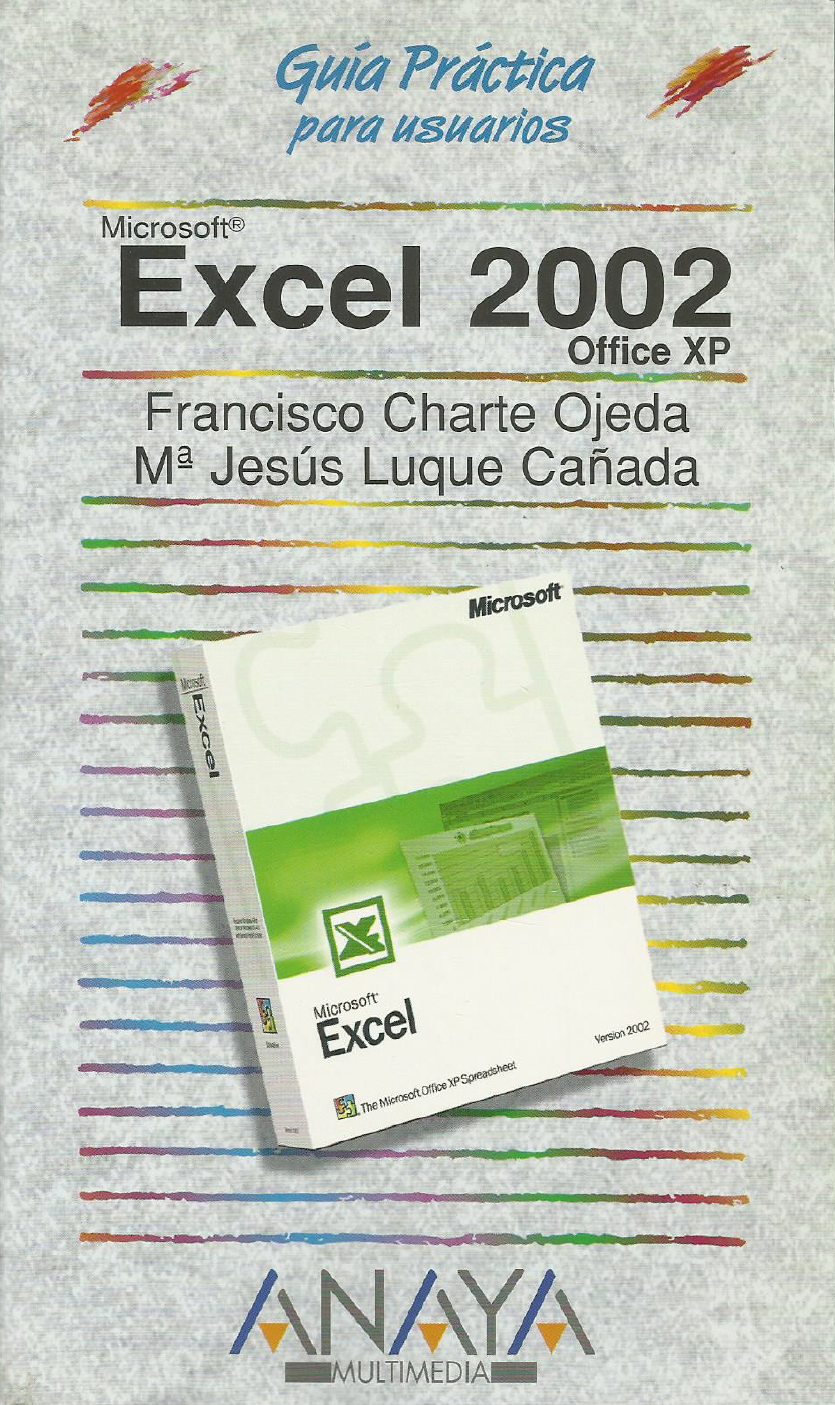 Guía Práctica
para usuarios
Microsoft®
Excel 2002
Office XP
Francisco Charte Ojeda
Mª Jesús Luque Cañada
Microsoft
Microsoft
Excel
Microsoft
Excel
Version 2002
The Microsoft Office XP Spreadsheet
ANAYA
MULTIMEDIA